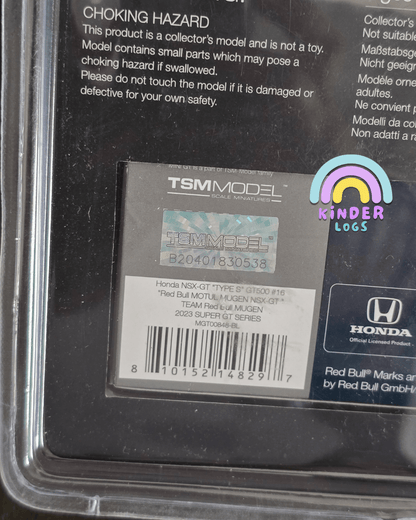 CHOKING HAZARD
This product is a collector's model and is not a toy.
Model contains small parts which may pose a
choking hazard if swallowed.
Please do not touch the model if it is damaged or
defective for your own safety.
Collector's
Not suitable
Maßstabsg
Nicht geeign
Modèle orne
adultes.
Ne convient p
Modelli da co
Non adatti a ra
TSMMODEL™
SCALE MINIATURES
KiNDER
LOGS
TSMMODEL
B20401830538
Honda NSX-GT "TYPE S" GT500 #16
"Red Bull MOTUL MUGEN NSX-GT"
TEAM Red Bull MUGEN
2023 SUPER GT SERIES
MGT00848-BL
8 10152 14829 7
HONDA
Official Licensed Product
Red Bull® Marks ar
by Red Bull GmbH/